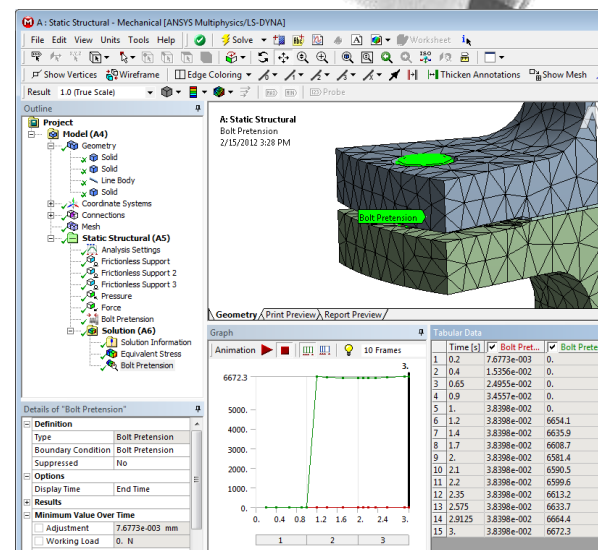 A : Static Structural - Mechanical [ANSYS Multiphysics/LS-DYNA]
File Edit View Units Tools Help Solve Worksheet
Show Vertices Wireframe Edge Coloring Thicken Annotations Show Mesh
Result 1.0 (True Scale) Probe
Outline
Project
Model (A4)
Geometry
Solid
Solid
Line Body
Solid
Coordinate Systems
Connections
Mesh
Static Structural (A5)
Analysis Settings
Frictionless Support
Frictionless Support 2
Frictionless Support 3
Pressure
Force
Bolt Pretension
Solution (A6)
Solution Information
Equivalent Stress
Bolt Pretension
A: Static Structural
Bolt Pretension
2/15/2012 3:28 PM
Bolt Pretension
Geometry Print Preview Report Preview
Details of "Bolt Pretension"
Definition
Type Bolt Pretension
Boundary Condition Bolt Pretension
Suppressed No
Options
Display Time End Time
Results
Minimum Value Over Time
Adjustment 7.6773e-003 mm
Working Load 0. N
Graph
Animation 10 Frames
3.
6672.3
5000.
4000.
3000.
2000.
1000.
0.
0. 0.4 0.8 1.2 1.6 2. 2.4 3.
1 2 3
Tabular Data
Time [s] Bolt Pret... Bolt Prete
1 0.2 7.6773e-003 0.
2 0.4 1.5356e-002 0.
3 0.65 2.4955e-002 0.
4 0.9 3.4557e-002 0.
5 1. 3.8398e-002 0.
6 1.2 3.8398e-002 6654.1
7 1.4 3.8398e-002 6635.9
8 1.7 3.8398e-002 6608.7
9 2. 3.8398e-002 6581.4
10 2.1 3.8398e-002 6590.5
11 2.2 3.8398e-002 6599.6
12 2.35 3.8398e-002 6613.2
13 2.575 3.8398e-002 6633.7
14 2.9125 3.8398e-002 6664.4
15 3. 3.8398e-002 6672.3